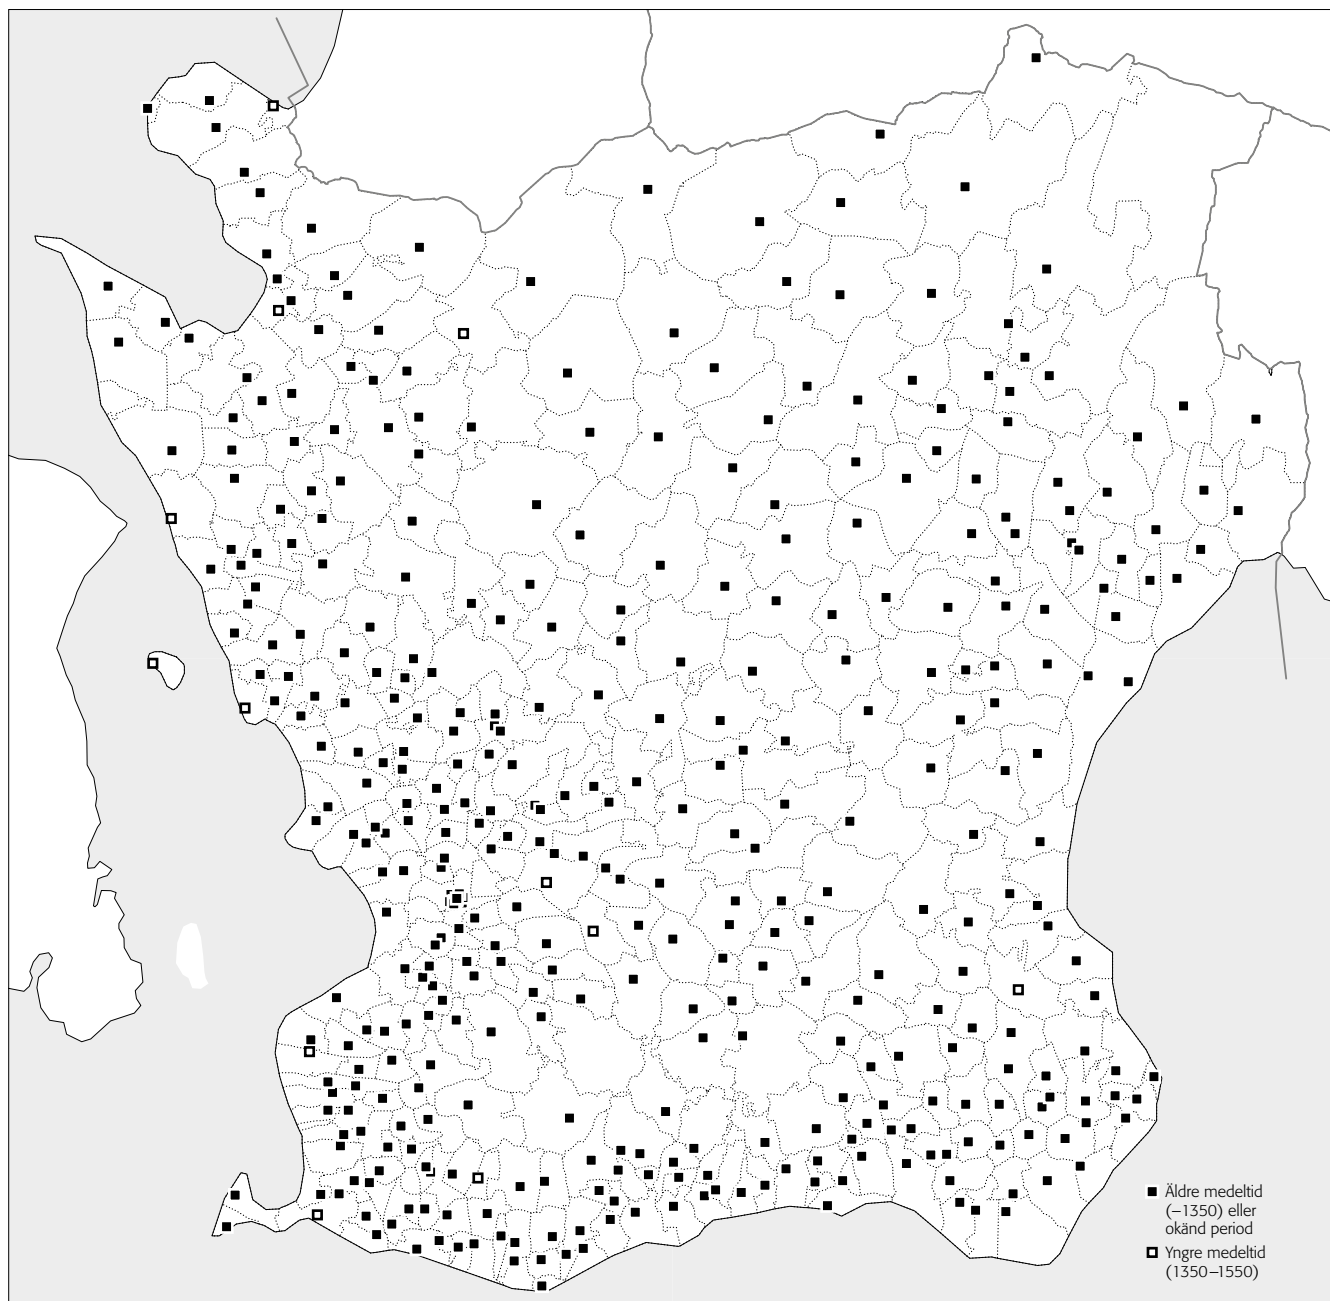 Äldre medeltid
(–1350) eller
okänd period
Yngre medeltid
(1350–1550)